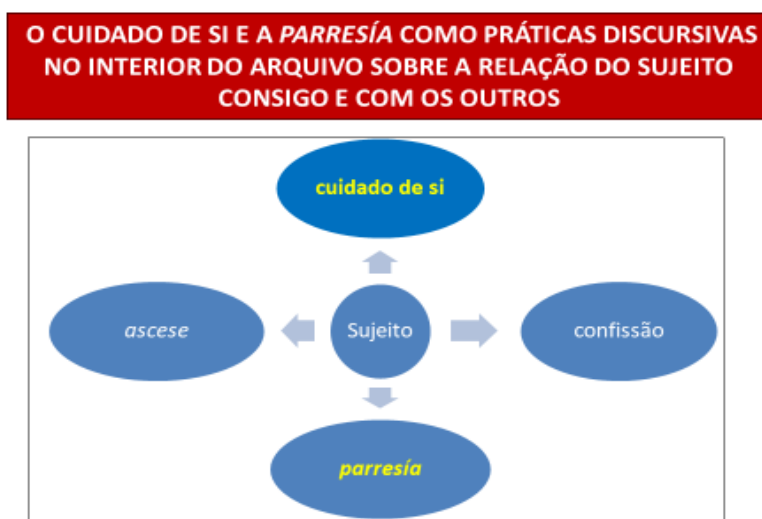 O CUIDADO DE SI E A PARRESÍA COMO PRÁTICAS DISCURSIVAS
NO INTERIOR DO ARQUIVO SOBRE A RELAÇÃO DO SUJEITO
CONSIGO E COM OS OUTROS
cuidado de si
ascese
Sujeito
confissão
parresía